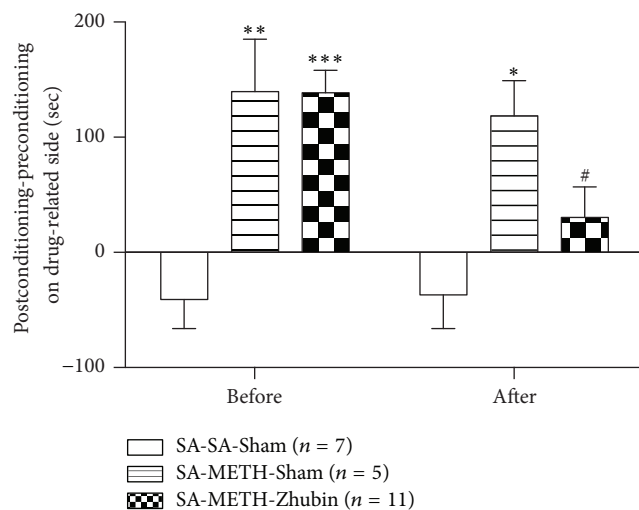 Postconditioning-preconditioning
on drug-related side (sec)
200
100
0
−100
**
***
*
#
Before
After
SA-SA-Sham (n = 7)
SA-METH-Sham (n = 5)
SA-METH-Zhubin (n = 11)